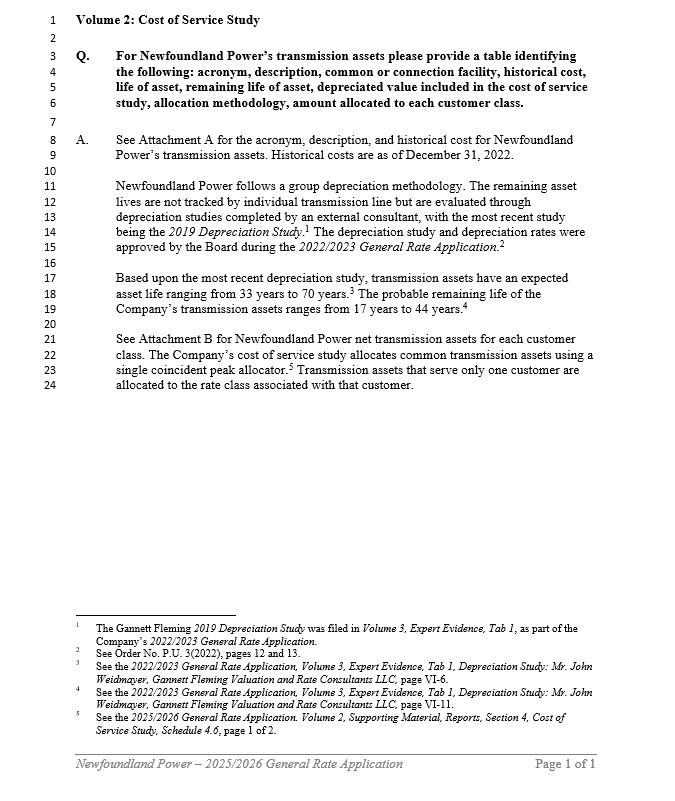 1 Volume 2: Cost of Service Study
2
3 Q. For Newfoundland Power's transmission assets please provide a table identifying
4 the following: acronym, description, common or connection facility, historical cost,
5 life of asset, remaining life of asset, depreciated value included in the cost of service
6 study, allocation methodology, amount allocated to each customer class.
7
8 A. See Attachment A for the acronym, description, and historical cost for Newfoundland
9 Power's transmission assets. Historical costs are as of December 31, 2022.
10
11 Newfoundland Power follows a group depreciation methodology. The remaining asset
12 lives are not tracked by individual transmission line but are evaluated through
13 depreciation studies completed by an external consultant, with the most recent study
14 being the 2019 Depreciation Study.1 The depreciation study and depreciation rates were
15 approved by the Board during the 2022/2023 General Rate Application.2
16
17 Based upon the most recent depreciation study, transmission assets have an expected
18 asset life ranging from 33 years to 70 years.3 The probable remaining life of the
19 Company's transmission assets ranges from 17 years to 44 years.4
20
21 See Attachment B for Newfoundland Power net transmission assets for each customer
22 class. The Company's cost of service study allocates common transmission assets using a
23 single coincident peak allocator.5 Transmission assets that serve only one customer are
24 allocated to the rate class associated with that customer.
1 The Gannett Fleming 2019 Depreciation Study was filed in Volume 3, Expert Evidence, Tab 1, as part of the
Company's 2022/2023 General Rate Application.
2 See Order No. P.U. 3(2022), pages 12 and 13.
3 See the 2022/2023 General Rate Application, Volume 3, Expert Evidence, Tab 1, Depreciation Study: Mr. John
Weidmayer, Gannett Fleming Valuation and Rate Consultants LLC, page VI-6.
4 See the 2022/2023 General Rate Application, Volume 3, Expert Evidence, Tab 1, Depreciation Study: Mr. John
Weidmayer, Gannett Fleming Valuation and Rate Consultants LLC, page VI-11.
5 See the 2025/2026 General Rate Application. Volume 2, Supporting Material, Reports, Section 4, Cost of
Service Study, Schedule 4.6, page 1 of 2.
Newfoundland Power – 2025/2026 General Rate Application Page 1 of 1